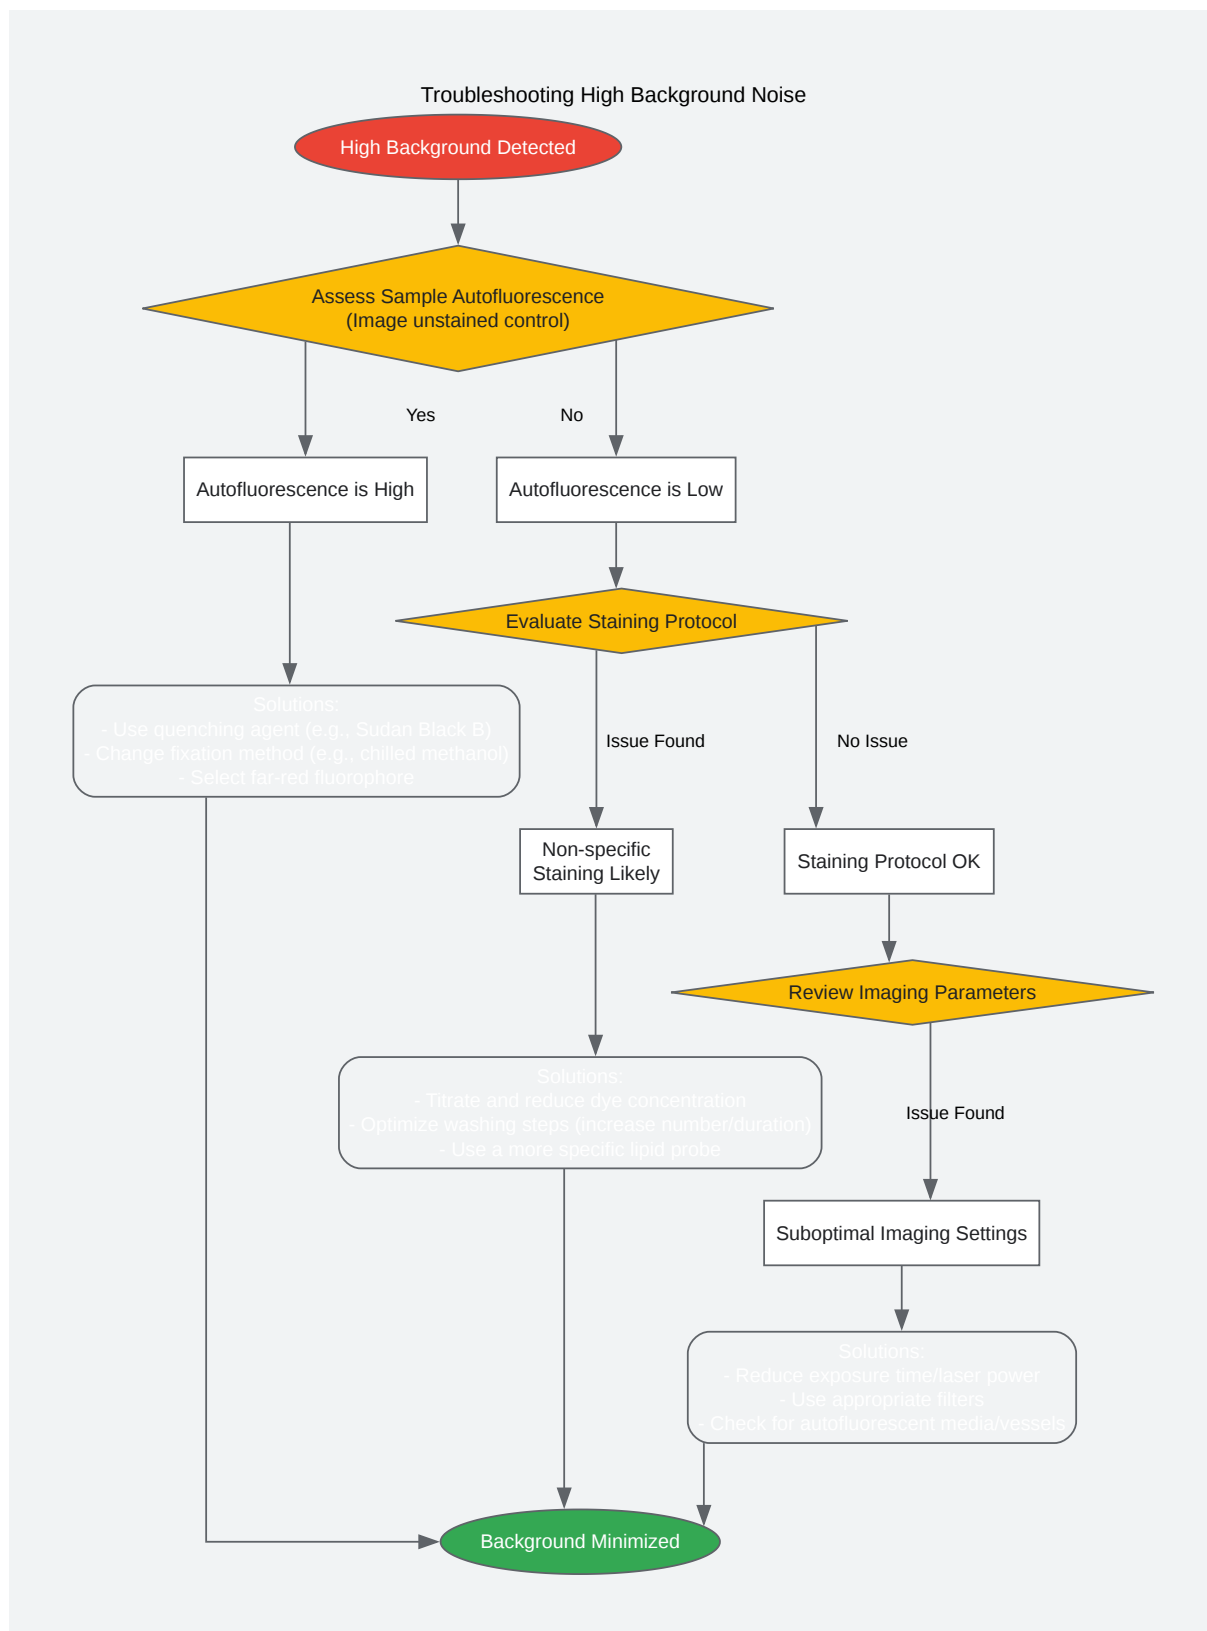 Troubleshooting High Background Noise
High Background Detected
Assess Sample Autofluorescence
(Image unstained control)
Yes
No
Autofluorescence is High
Autofluorescence is Low
Evaluate Staining Protocol
Solutions:
- Use quenching agent (e.g., Sudan Black B)
- Change fixation method (e.g., chilled methanol)
- Select far-red fluorophore
Issue Found
No Issue
Non-specific
Staining Likely
Staining Protocol OK
Review Imaging Parameters
Solutions:
- Titrate and reduce dye concentration
- Optimize washing steps (increase number/duration)
- Use a more specific lipid probe
Issue Found
Suboptimal Imaging Settings
Solutions:
- Reduce exposure time/laser power
- Use appropriate filters
- Check for autofluorescent media/vessels
Background Minimized